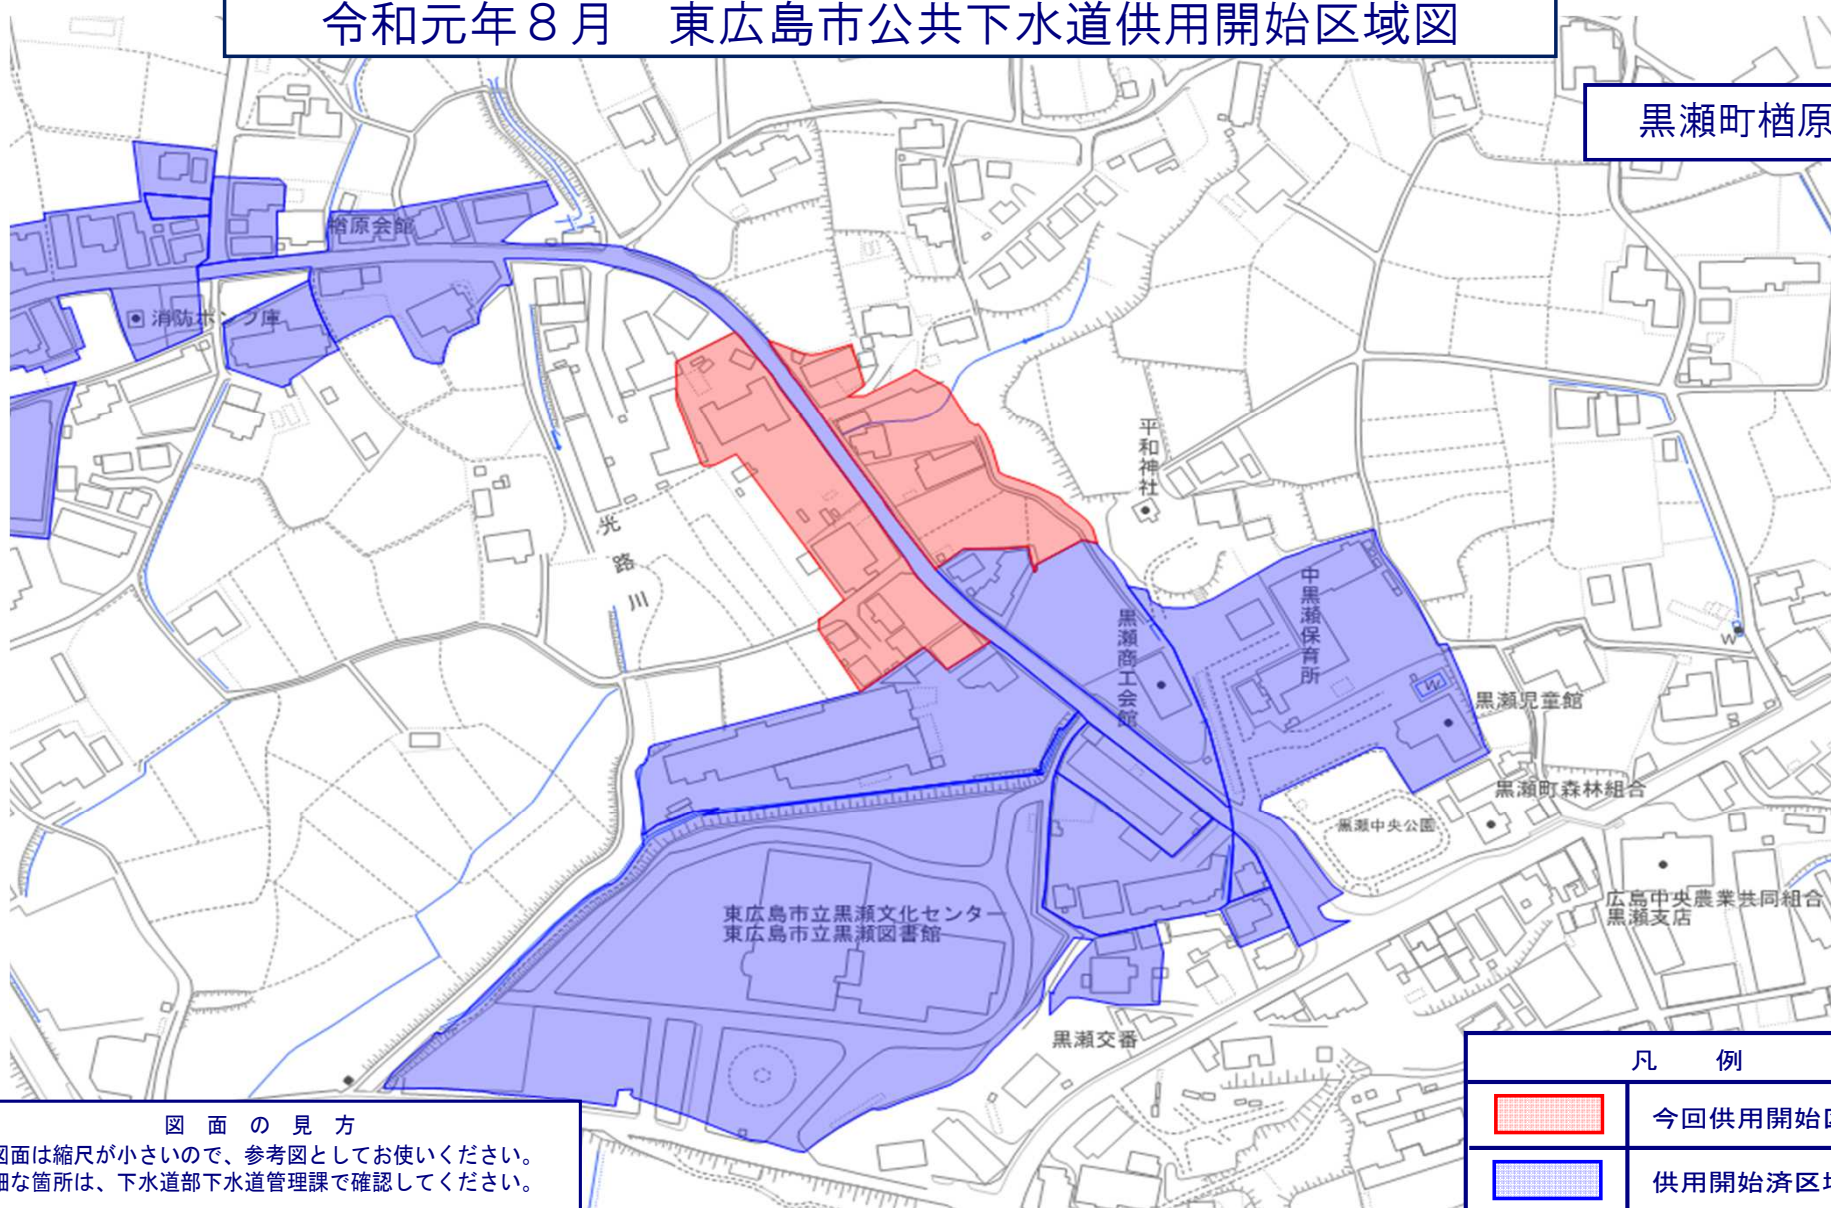 令和元年８月　東広島市公共下水道供用開始区域図
黒瀬町楢原
楢原会館
消防ポンプ庫
平和神社
光路川
中黒瀬保育所
黒瀬商工会館
W
W
黒瀬児童館
黒瀬町森林組合
黒瀬中央公園
広島中央農業共同組合
黒瀬支店
東広島市立黒瀬文化センター
東広島市立黒瀬図書館
黒瀬交番
凡　例
今回供用開始区
供用開始済区域
図　面　の　見　方
図面は縮尺が小さいので、参考図としてお使いください。
細な箇所は、下水道部下水道管理課で確認してください。